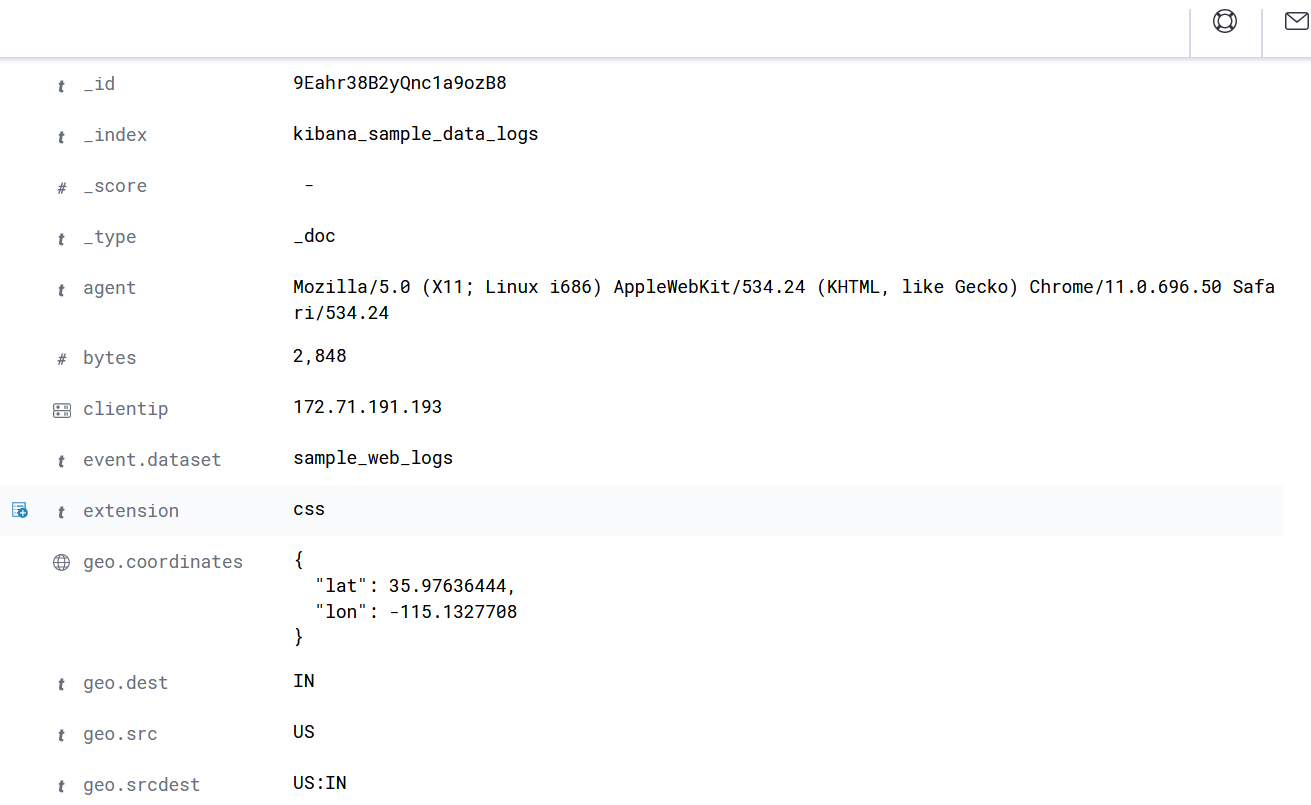 t _id 9Eahr38B2yQnc1a9ozB8
t _index kibana_sample_data_logs
# _score -
t _type _doc
t agent Mozilla/5.0 (X11; Linux i686) AppleWebKit/534.24 (KHTML, like Gecko) Chrome/11.0.696.50 Safa
ri/534.24
# bytes 2,848
clientip 172.71.191.193
t event.dataset sample_web_logs
t extension css
geo.coordinates {
"lat": 35.97636444,
"lon": -115.1327708
}
t geo.dest IN
t geo.src US
t geo.srcdest US:IN